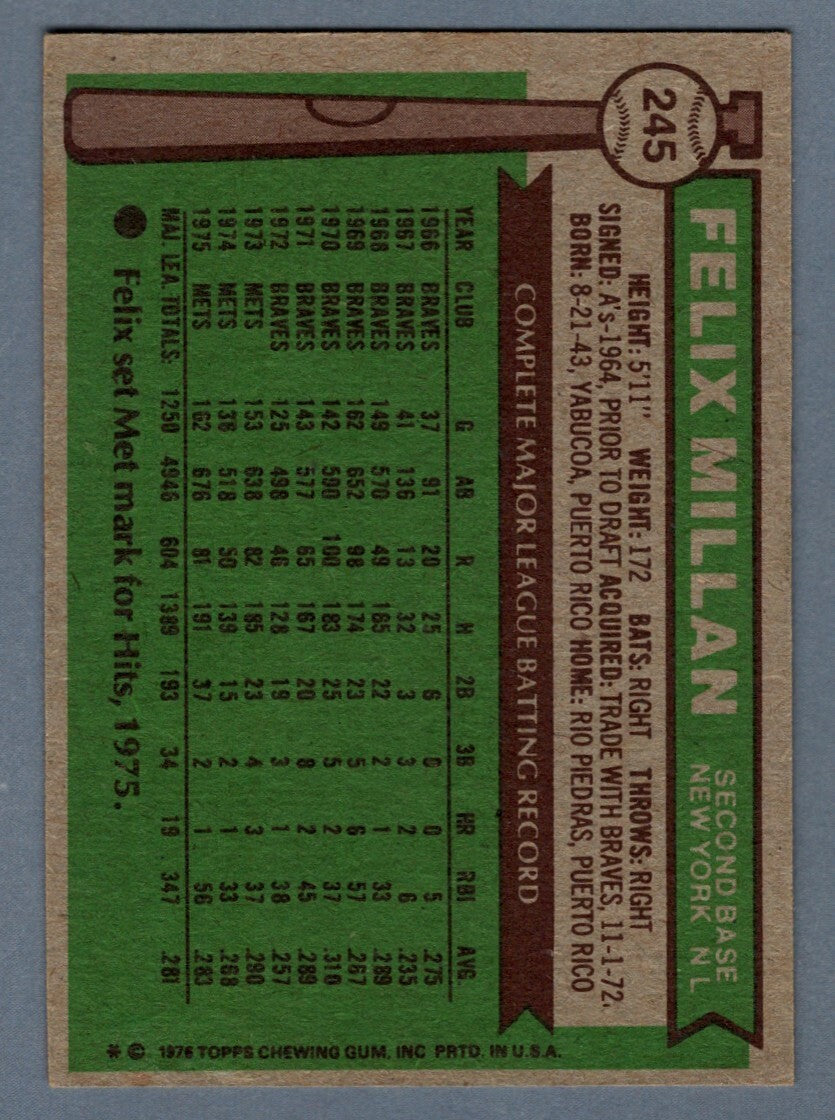 245
FELIX MILLAN
SECOND BASE
NEW YORK NL
HEIGHT: 5'11" WEIGHT: 172 BATS: RIGHT THROWS: RIGHT
SIGNED: A's-1964, PRIOR TO DRAFT ACQUIRED: TRADE WITH BRAVES, 11-1-72.
BORN: 8-21-43, YABUCOA, PUERTO RICO HOME: RIO PIEDRAS, PUERTO RICO
COMPLETE MAJOR LEAGUE BATTING RECORD
YEAR CLUB G AB R H 2B 3B HR RBI AVG.
1966 BRAVES 37 91 20 25 6 0 0 5 .275
1967 BRAVES 41 136 13 32 3 3 2 6 .235
1968 BRAVES 149 570 49 165 22 2 1 33 .289
1969 BRAVES 162 652 98 174 23 5 6 57 .267
1970 BRAVES 142 590 100 183 25 5 2 37 .310
1971 BRAVES 143 577 65 167 20 8 2 45 .289
1972 BRAVES 125 498 46 128 19 3 1 38 .257
1973 METS 153 638 82 185 23 4 3 37 .290
1974 METS 136 518 50 139 15 2 1 33 .268
1975 METS 162 676 81 191 37 2 1 56 .283
MAJ. LEA. TOTALS: 1250 4946 604 1389 193 34 19 347 .281
Felix set Met mark for Hits, 1975.
* © 1976 TOPPS CHEWING GUM, INC PRTD. IN U.S.A.